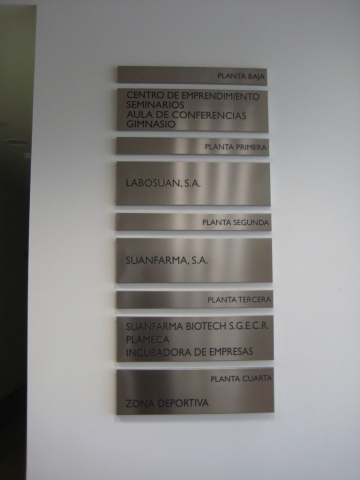 PLANTA BAJA
CENTRO DE EMPRENDIMIENTO
SEMINARIOS
AULA DE CONFERENCIAS
GIMNASIO
PLANTA PRIMERA
LABOSUAN, S.A.
PLANTA SEGUNDA
SUANFARMA, S.A.
PLANTA TERCERA
SUANFARMA BIOTECH S.G.E.C.R.
PLAMECA
INCUBADORA DE EMPRESAS
PLANTA CUARTA
ZONA DEPORTIVA